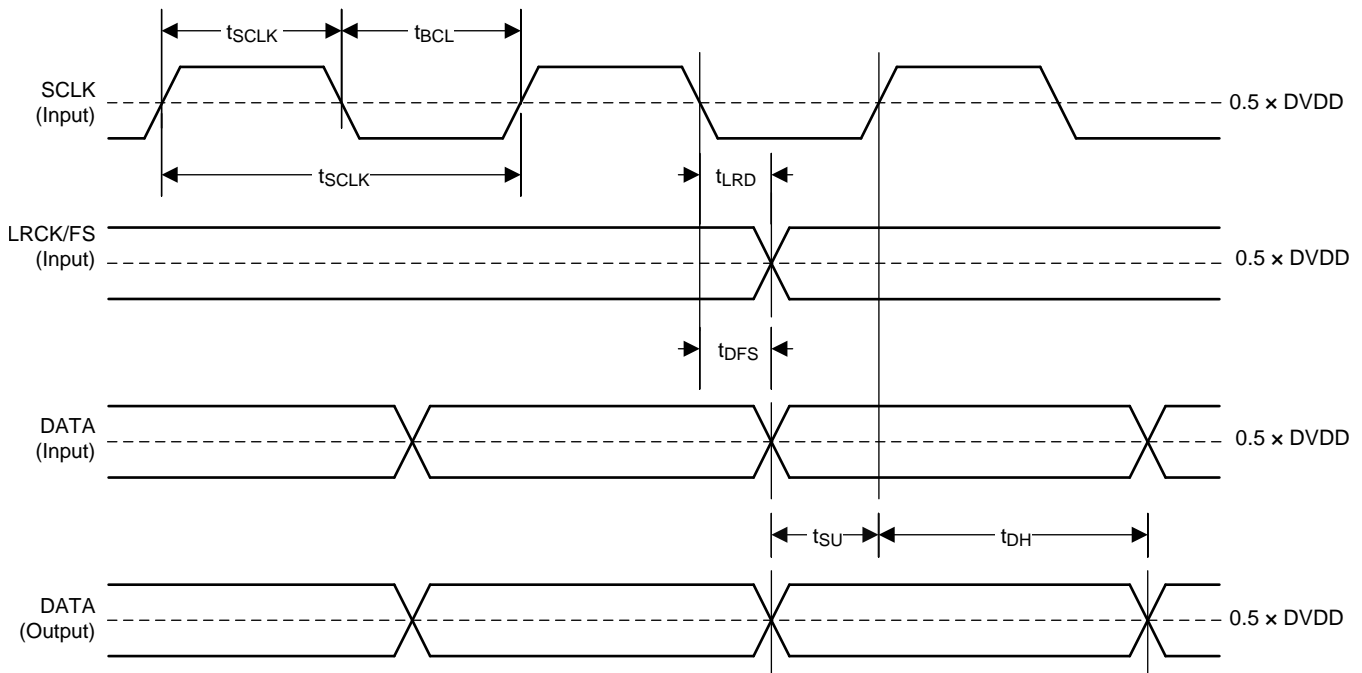 tSCLK
tBCL
SCLK
(Input)
0.5 × DVDD
tSCLK
tLRD
LRCK/FS
(Input)
0.5 × DVDD
tDFS
DATA
(Input)
0.5 × DVDD
tSU
tDH
DATA
(Output)
0.5 × DVDD